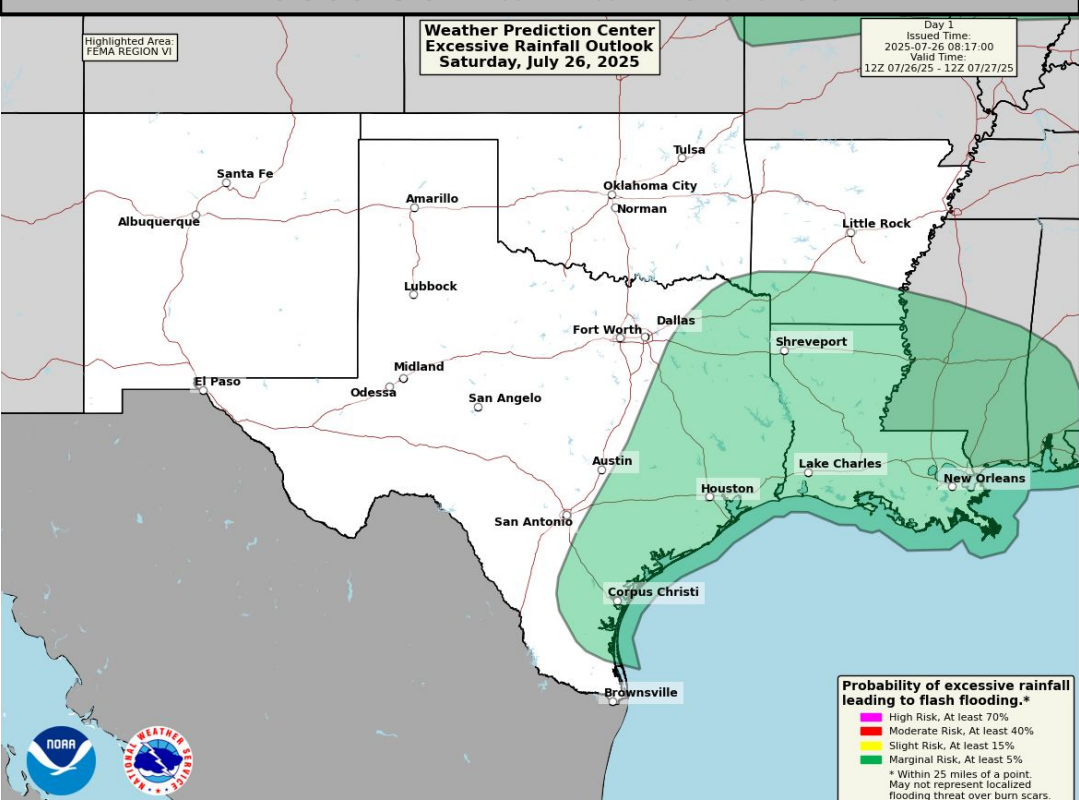 Highlighted Area:
FEMA REGION VI
Weather Prediction Center
Excessive Rainfall Outlook
Saturday, July 26, 2025
Day 1
Issued Time:
2025-07-26 08:17:00
Valid Time:
12Z 07/26/25 - 12Z 07/27/25
Tulsa
Santa Fe
Oklahoma City
Amarillo
Norman
Albuquerque
Little Rock
Lubbock
Dallas
Fort Worth
Shreveport
Midland
El Paso
Odessa
San Angelo
Austin
Lake Charles
New Orleans
Houston
San Antonio
Corpus Christi
Brownsville
Probability of excessive rainfall
leading to flash flooding.*
High Risk, At least 70%
Moderate Risk, At least 40%
Slight Risk, At least 15%
Marginal Risk, At least 5%
* Within 25 miles of a point.
May not represent localized
flooding threat over burn scars.
NOAA
NATIONAL WEATHER SERVICE